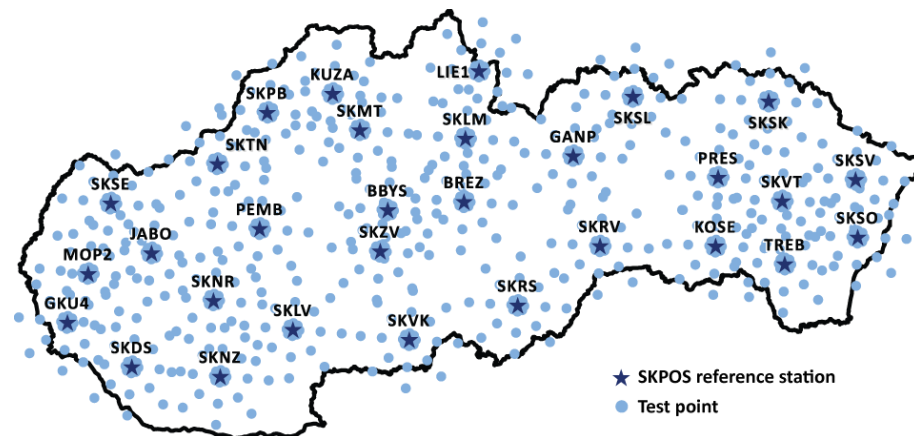 LIE1
KUZA
SKPB
SKMT
SKSL
SKSK
SKLM
GANP
SKTN
PRES
SKSV
SKSE
BBYS
BREZ
SKVT
PEMB
JABO
SKZV
SKRV
KOSE
SKSO
TREB
MOP2
SKNR
SKRS
GKU4
SKLV
SKVK
SKDS
SKNZ
SKPOS reference station
Test point